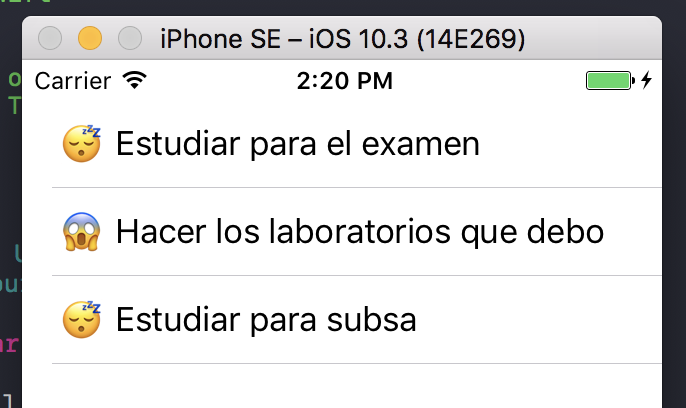 iPhone SE – iOS 10.3 (14E269)
Carrier 2:20 PM
😴 Estudiar para el examen
😱 Hacer los laboratorios que debo
😴 Estudiar para subsa